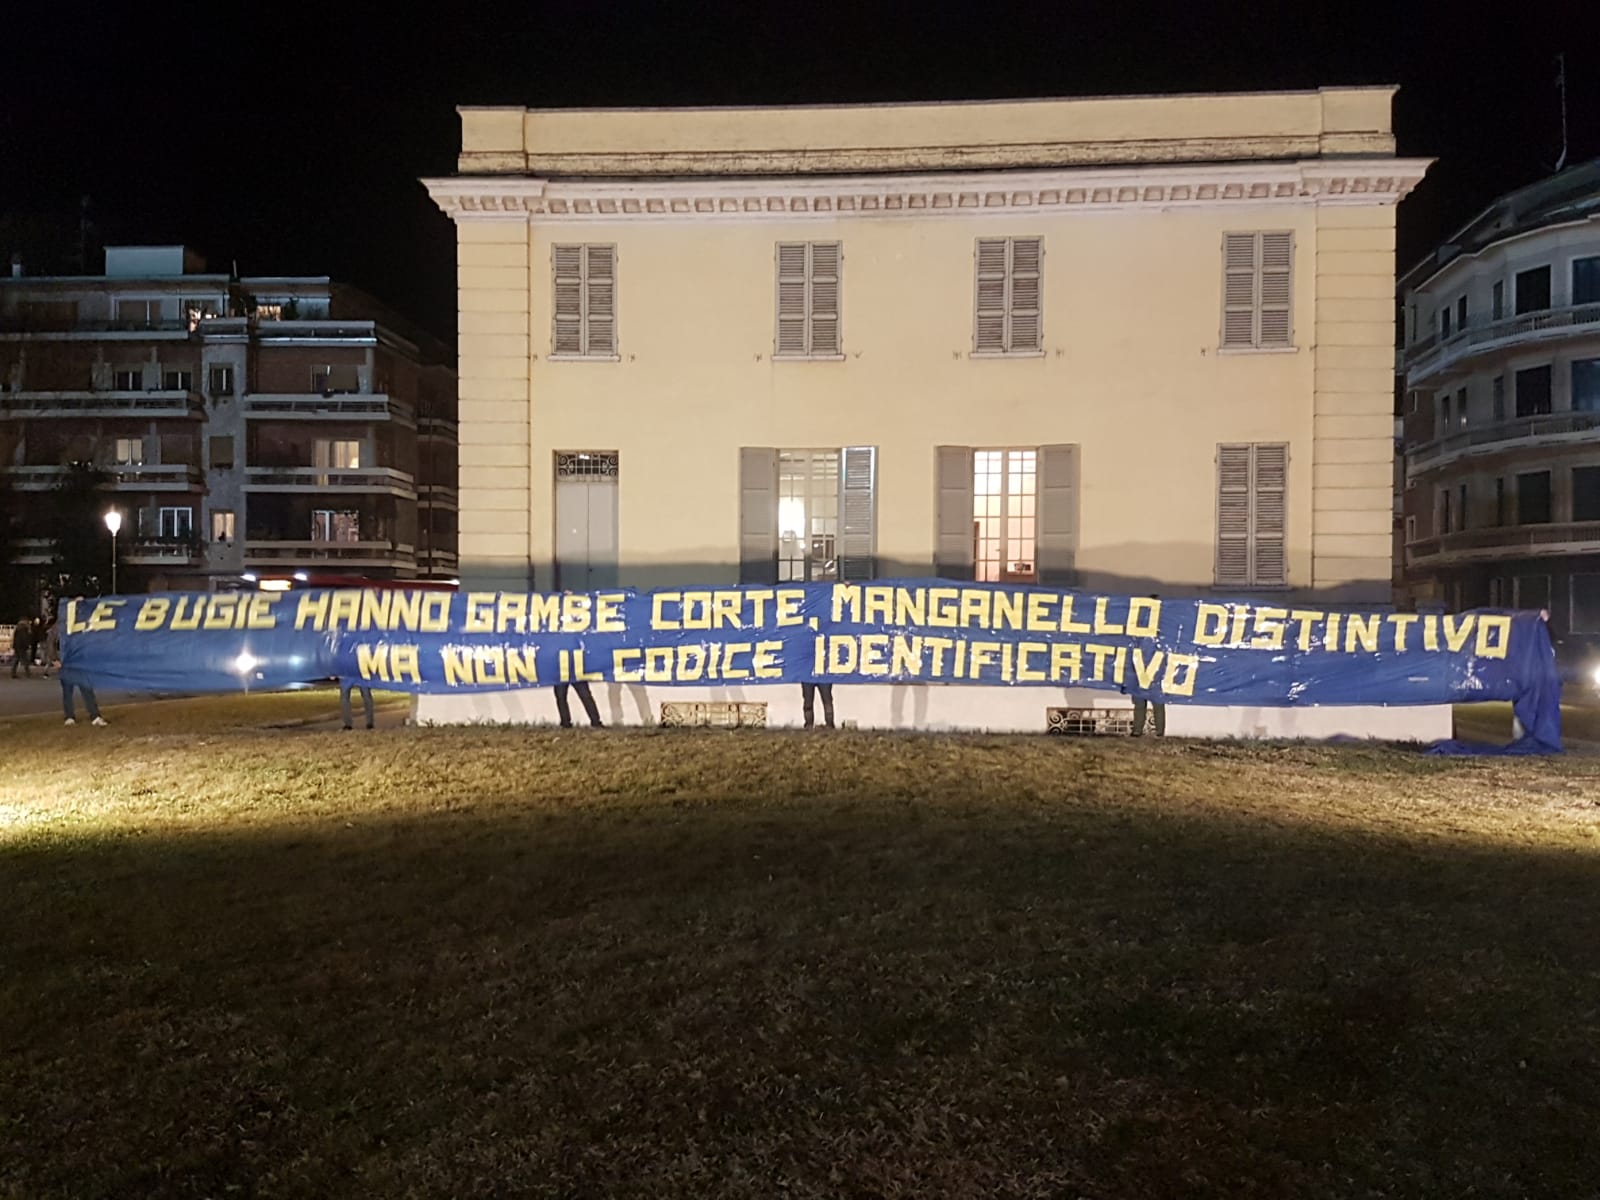 LE BUGIE HANNO GAMBE CORTE, MANGANELLO DISTINTIVO
MA NON IL CODICE IDENTIFICATIVO